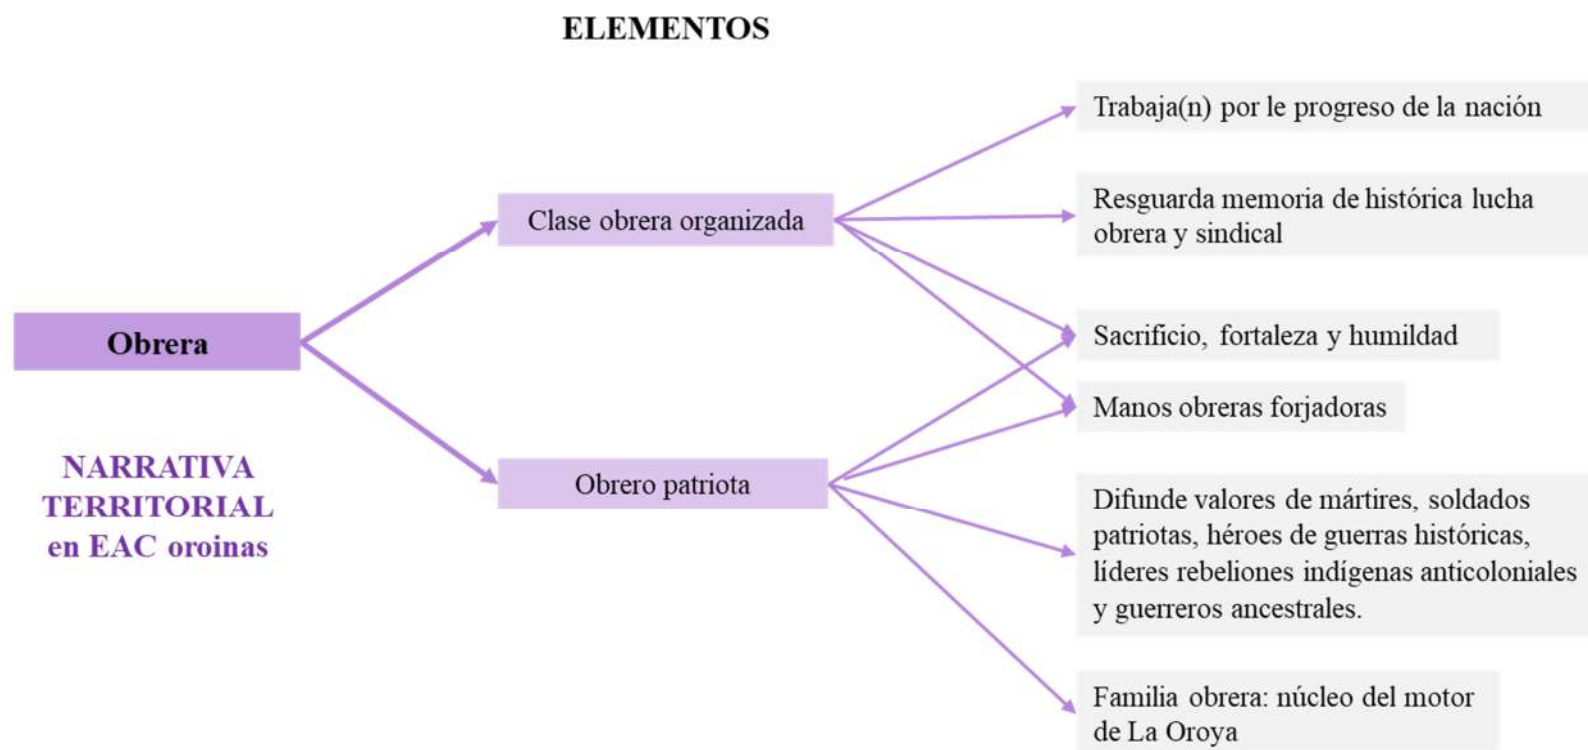 ELEMENTOS
Trabaja(n) por le progreso de la nación
Resguarda memoria de histórica lucha
obrera y sindical
Clase obrera organizada
Sacrificio, fortaleza y humildad
Obrera
Manos obreras forjadoras
NARRATIVA
TERRITORIAL
en EAC oroinas
Obrero patriota
Difunde valores de mártires, soldados
patriotas, héroes de guerras históricas,
líderes rebeliones indígenas anticoloniales
y guerreros ancestrales.
Familia obrera: núcleo del motor
de La Oroya